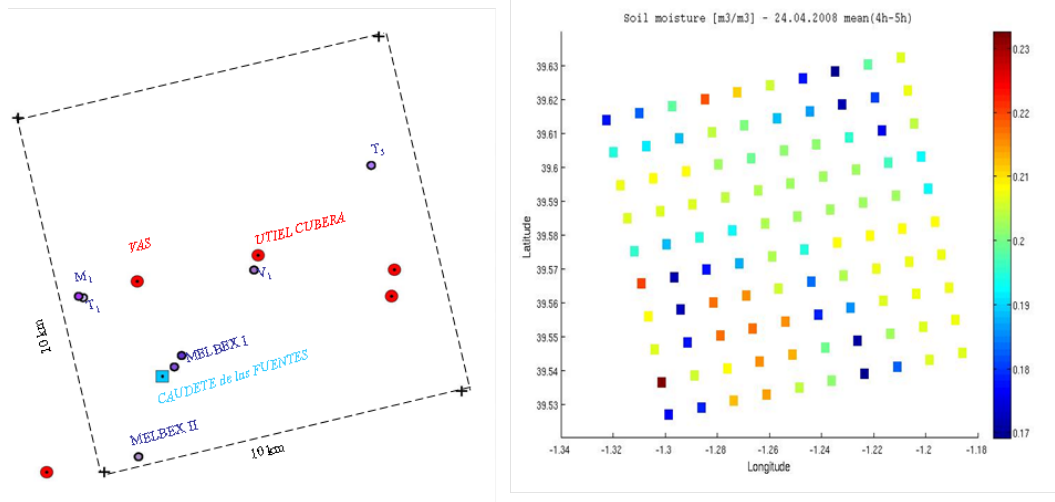 T3
UTIEL CUBERA
VAS
V1
M1
T1
MELBEX I
10 km
CAUDETE de las FUENTES
MELBEX II
10 km
Soil moisture [m3/m3] - 24.04.2008 mean(4h-5h)
Latitude
39.63
39.62
39.61
39.6
39.59
39.58
39.57
39.56
39.55
39.54
39.53
-1.34
-1.32
-1.3
-1.28
-1.26
-1.24
-1.22
-1.2
-1.18
Longitude
0.23
0.22
0.21
0.2
0.19
0.18
0.17